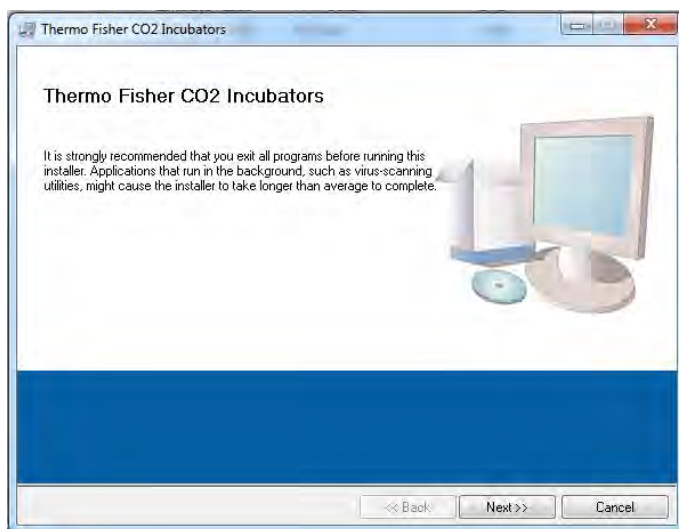 Thermo Fisher CO2 Incubators
Thermo Fisher CO2 Incubators
It is strongly recommended that you exit all programs before running this
installer. Applications that run in the background, such as virus-scanning
utilities, might cause the installer to take longer than average to complete.
<< Back
Next >>
Cancel